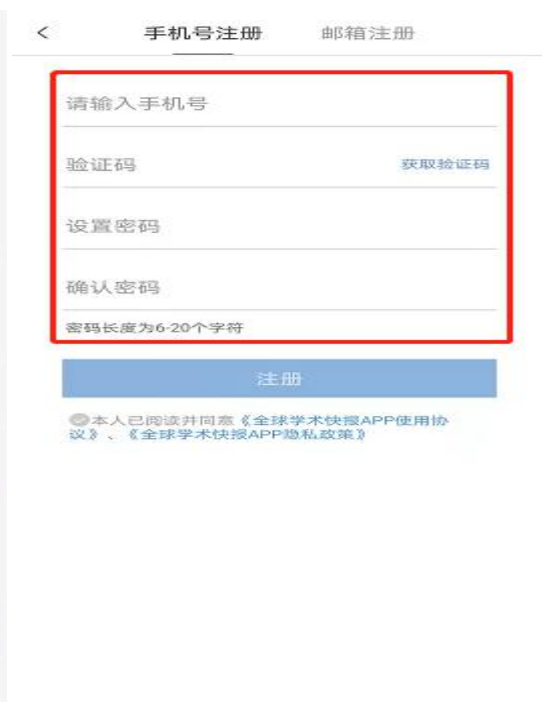 手机号注册 邮箱注册
请输入手机号
验证码 获取验证码
设置密码
确认密码
密码长度为6-20个字符
注册
本人已阅读并同意《全球学术快报APP使用协
议》、《全球学术快报APP隐私政策》